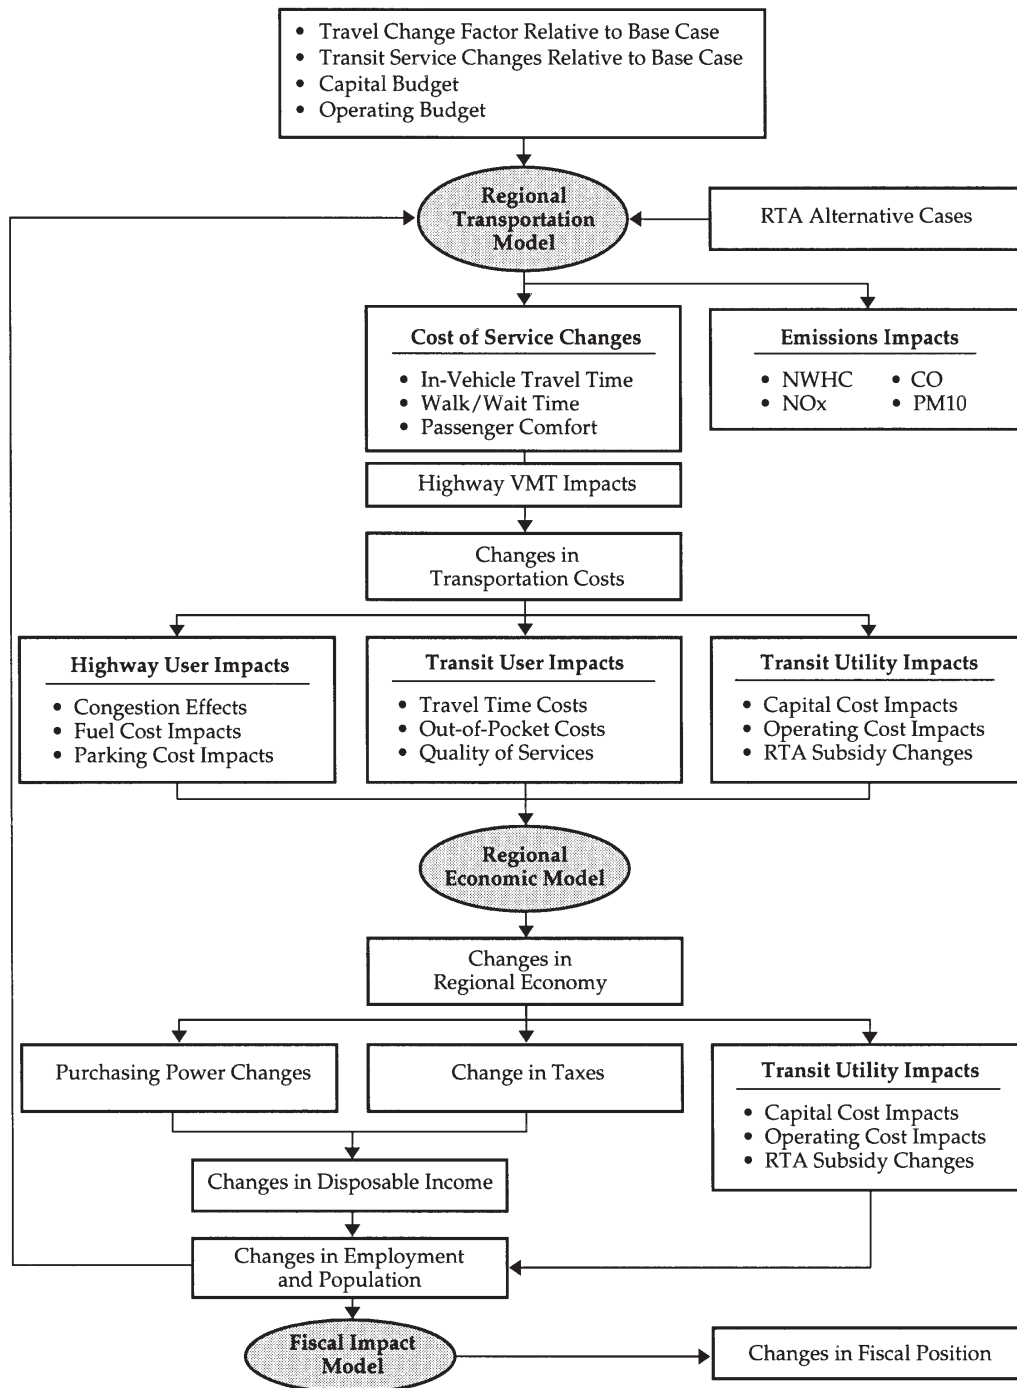 • Travel Change Factor Relative to Base Case
• Transit Service Changes Relative to Base Case
• Capital Budget
• Operating Budget
Regional
Transportation
Model
RTA Alternative Cases
Cost of Service Changes
• In-Vehicle Travel Time
• Walk/Wait Time
• Passenger Comfort
Emissions Impacts
• NWHC • CO
• NOx • PM10
Highway VMT Impacts
Changes in
Transportation Costs
Highway User Impacts
• Congestion Effects
• Fuel Cost Impacts
• Parking Cost Impacts
Transit User Impacts
• Travel Time Costs
• Out-of-Pocket Costs
• Quality of Services
Transit Utility Impacts
• Capital Cost Impacts
• Operating Cost Impacts
• RTA Subsidy Changes
Regional
Economic Model
Changes in
Regional Economy
Purchasing Power Changes
Change in Taxes
Transit Utility Impacts
• Capital Cost Impacts
• Operating Cost Impacts
• RTA Subsidy Changes
Changes in Disposable Income
Changes in Employment
and Population
Fiscal Impact
Model
Changes in Fiscal Position